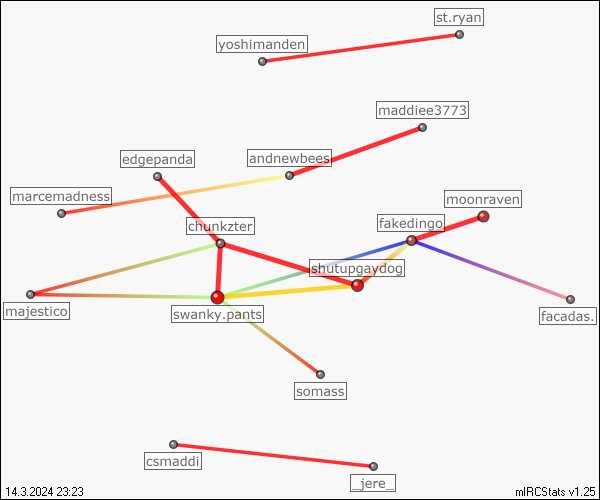 st.ryan
yoshimanden
maddiee3773
edgepanda
andnewbees
marcemadness
moonraven
chunkzter
fakedingo
shutupgaydog
majestico
swanky.pants
facadas.
somass
csmaddi
_jere_
14.3.2024 23:23
mIRCStats v1.25